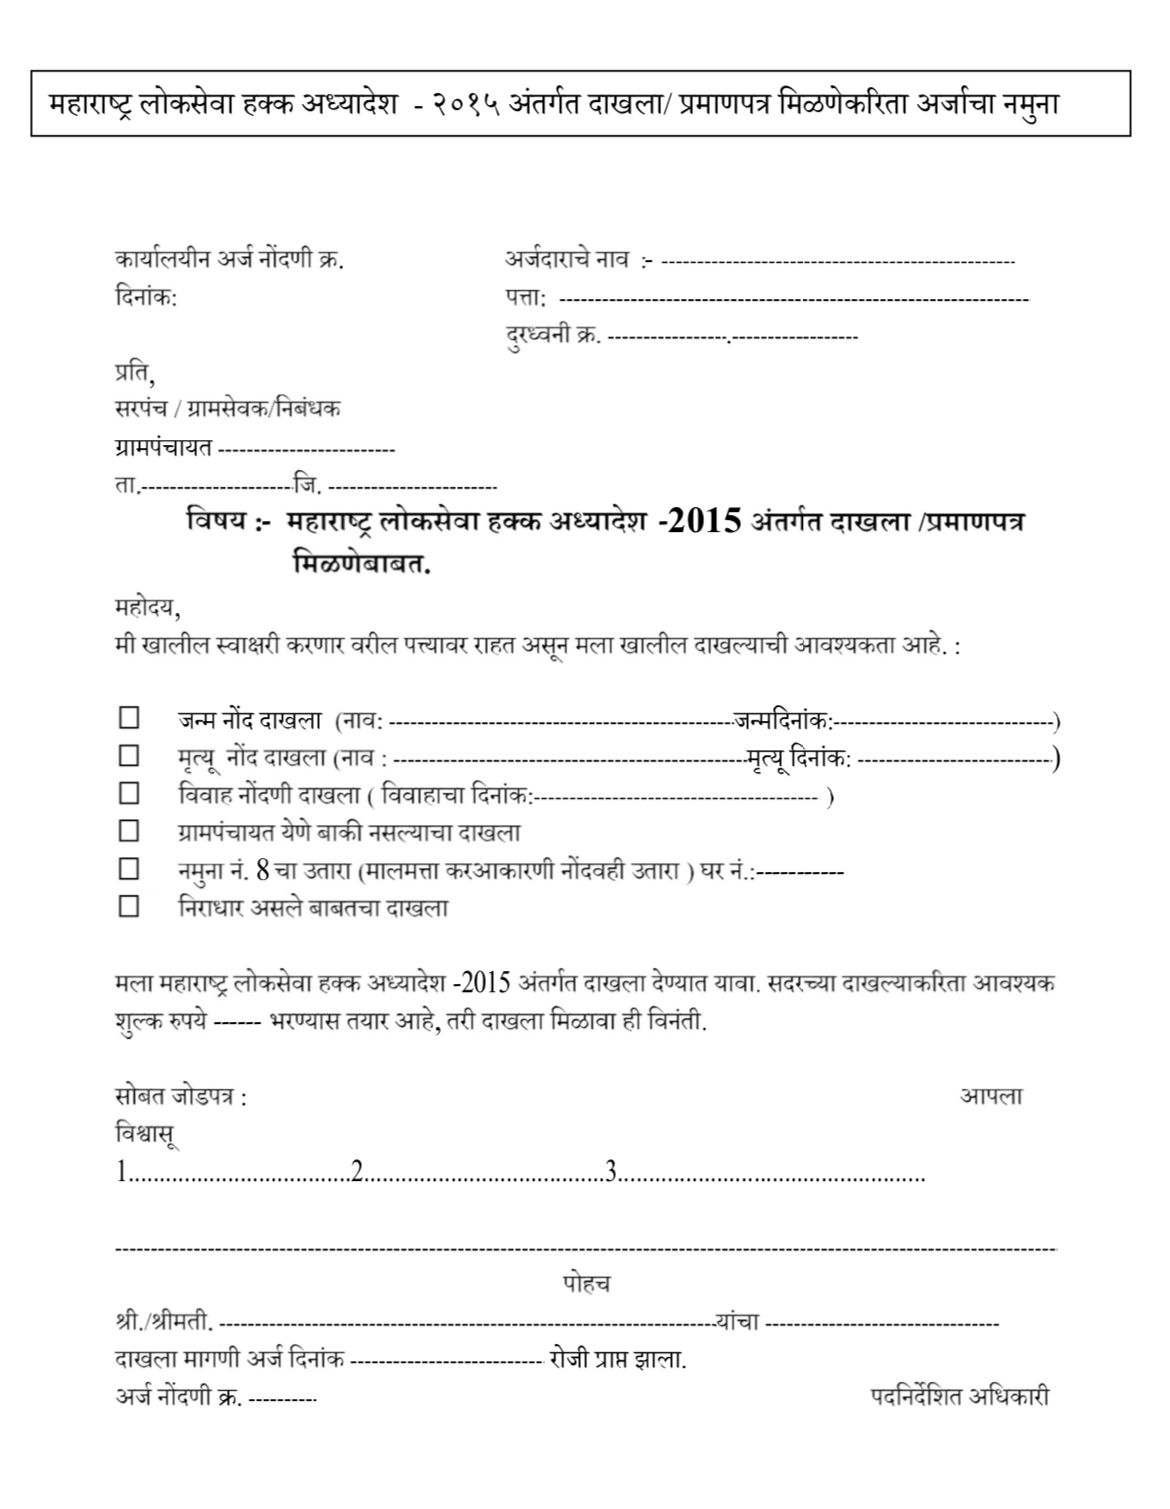 महाराष्ट्र लोकसेवा हक्क अध्यादेश - २०१५ अंतर्गत दाखला/ प्रमाणपत्र मिळणेकरिता अर्जाचा नमुना
कार्यालयीन अर्ज नोंदणी क्र. अर्जदाराचे नाव :- --------------------------------------------------
दिनांक: पत्ता: ------------------------------------------------------------------
दुरध्वनी क्र. -----------------.------------------
प्रति,
सरपंच / ग्रामसेवक/निबंधक
ग्रामपंचायत -------------------------
ता.---------------------जि. ------------------------
विषय :- महाराष्ट्र लोकसेवा हक्क अध्यादेश -2015 अंतर्गत दाखला /प्रमाणपत्र
मिळणेबाबत.
महोदय,
मी खालील स्वाक्षरी करणार वरील पत्त्यावर राहत असून मला खालील दाखल्याची आवश्यकता आहे. :
☐ जन्म नोंद दाखला (नाव: -------------------------------------------------जन्मदिनांक:-------------------------------)
☐ मृत्यू नोंद दाखला (नाव : --------------------------------------------------मृत्यू दिनांक: ---------------------------)
☐ विवाह नोंदणी दाखला ( विवाहाचा दिनांक:---------------------------------------- )
☐ ग्रामपंचायत येणे बाकी नसल्याचा दाखला
☐ नमुना नं. 8 चा उतारा (मालमत्ता करआकारणी नोंदवही उतारा ) घर नं.:------------
☐ निराधार असले बाबतचा दाखला
मला महाराष्ट्र लोकसेवा हक्क अध्यादेश -2015 अंतर्गत दाखला देण्यात यावा. सदरच्या दाखल्याकरिता आवश्यक
शुल्क रुपये ------ भरण्यास तयार आहे, तरी दाखला मिळावा ही विनंती.
सोबत जोडपत्र : आपला
विश्वासू
1....................................2.......................................3..................................................
------------------------------------------------------------------------------------------------------------------------------------
पोहच
श्री./श्रीमती. ----------------------------------------------------------------------यांचा ---------------------------------
दाखला मागणी अर्ज दिनांक --------------------------- रोजी प्राप्त झाला.
अर्ज नोंदणी क्र. ---------- पदनिर्देशित अधिकारी